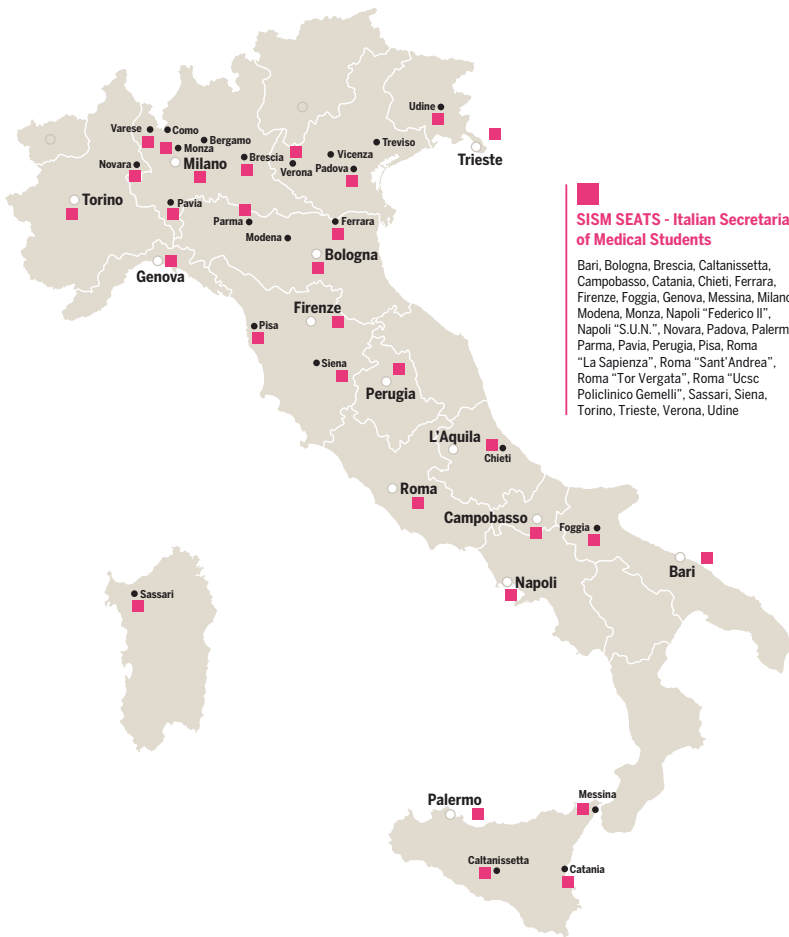 Udine
Varese
Como
Bergamo
Monza
Treviso
Trieste
Novara
Milano
Brescia
Vicenza
Verona
Padova
Torino
Pavia
Parma
Ferrara
Modena
Bologna
Genova
Firenze
Pisa
Siena
Perugia
L'Aquila
Chieti
Roma
Campobasso
Foggia
Bari
Napoli
Sassari
Messina
Palermo
Caltanissetta
Catania
SISM SEATS - Italian Secretaria
of Medical Students
Bari, Bologna, Brescia, Caltanissetta,
Campobasso, Catania, Chieti, Ferrara,
Firenze, Foggia, Genova, Messina, Milano
Modena, Monza, Napoli “Federico II”,
Napoli “S.U.N.”, Novara, Padova, Palerm
Parma, Pavia, Perugia, Pisa, Roma
“La Sapienza”, Roma “Sant’Andrea”,
Roma “Tor Vergata”, Roma “Ucsc
Policlinico Gemelli”, Sassari, Siena,
Torino, Trieste, Verona, Udine